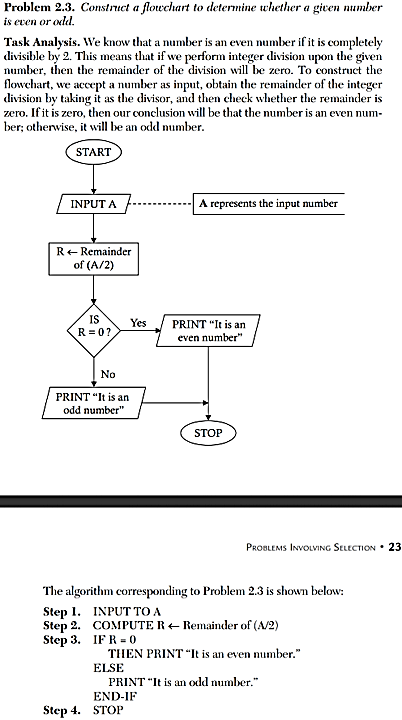 Problem 2.3. Construct a flowchart to determine whether a given number
is even or odd.
Task Analysis. We know that a number is an even number if it is completely
divisible by 2. This means that if we perform integer division upon the given
number, then the remainder of the division will be zero. To construct the
flowchart, we accept a number as input, obtain the remainder of the integer
division by taking it as the divisor, and then check whether the remainder is
zero. If it is zero, then our conclusion will be that the number is an even num-
ber; otherwise, it will be an odd number.
START
INPUT A
A represents the input number
R ← Remainder
of (A/2)
IS
R = 0 ?
Yes
PRINT “It is an
even number”
No
PRINT “It is an
odd number”
STOP
PROBLEMS INVOLVING SELECTION • 23
The algorithm corresponding to Problem 2.3 is shown below:
Step 1. INPUT TO A
Step 2. COMPUTE R ← Remainder of (A/2)
Step 3. IF R = 0
THEN PRINT “It is an even number.”
ELSE
PRINT “It is an odd number.”
END-IF
Step 4. STOP